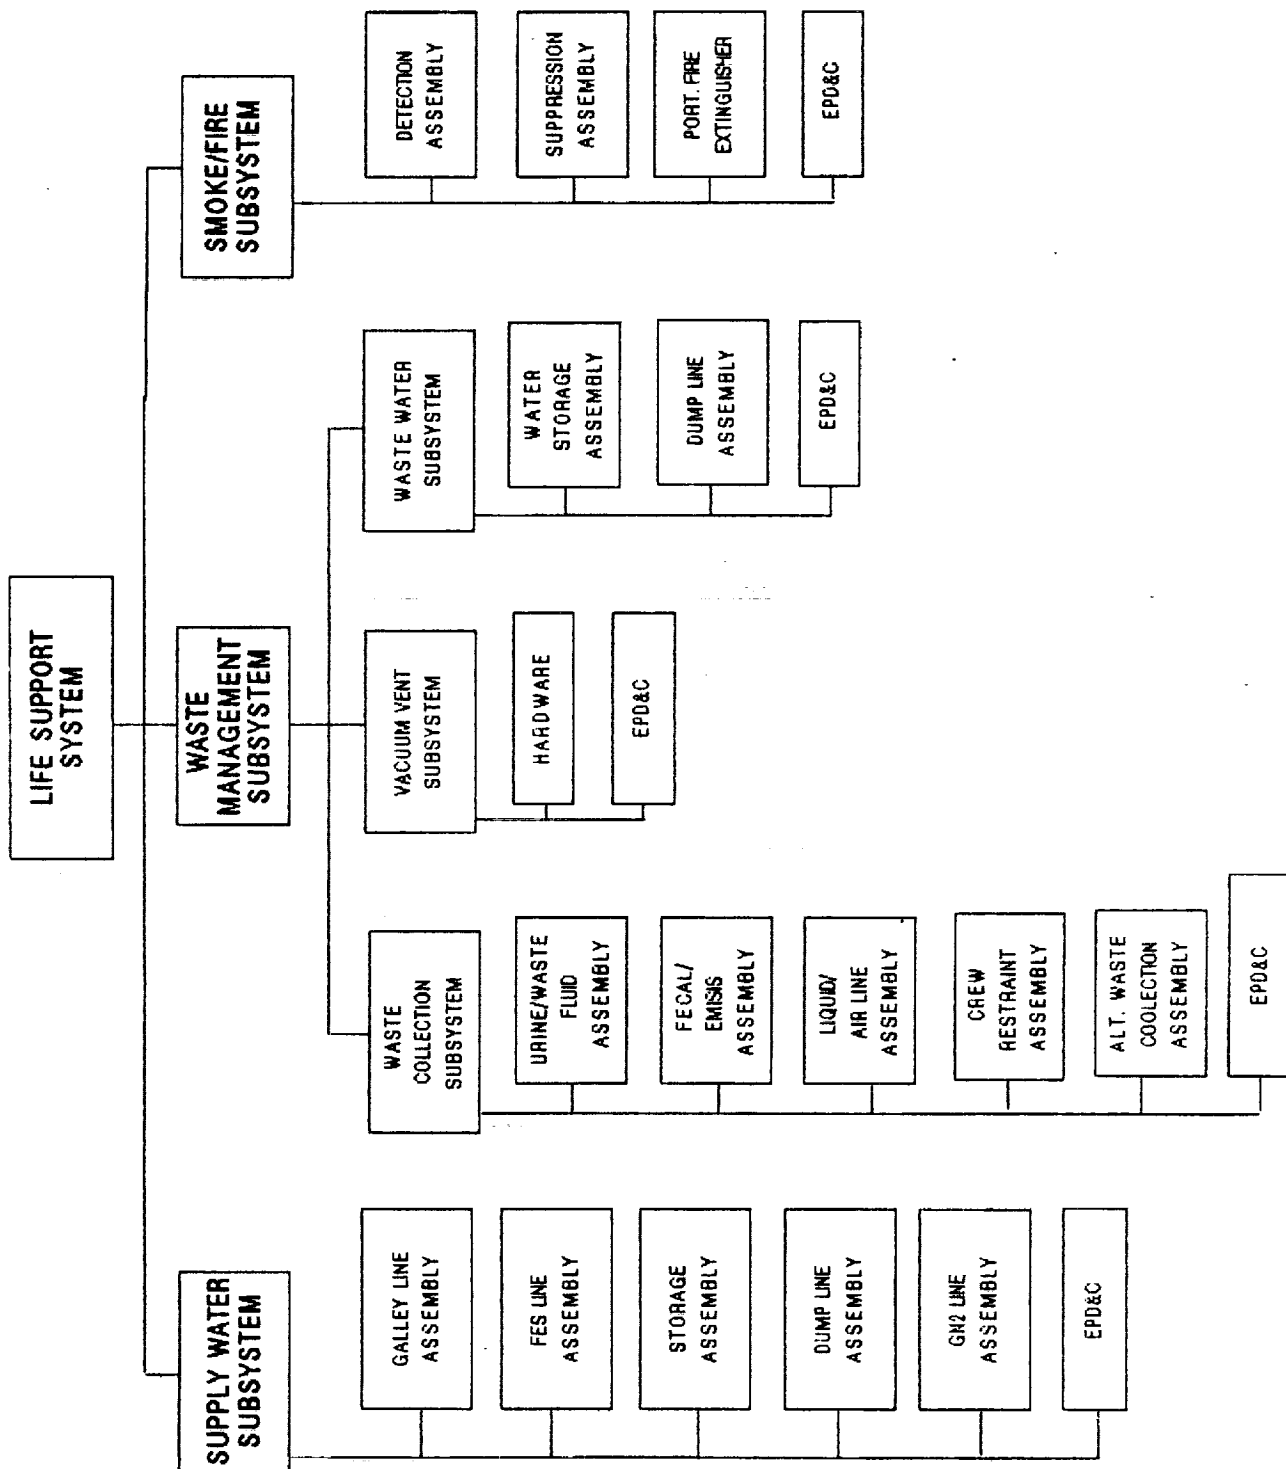 LIFE SUPPORT
SYSTEM
SUPPLY WATER
SUBSYSTEM
GALLEY LINE
ASSEMBLY
FES LINE
ASSEMBLY
STORAGE
ASSEMBLY
DUMP LINE
ASSEMBLY
GN2 LINE
ASSEMBLY
EPD&C
WASTE
MANAGEMENT
SUBSYSTEM
WASTE
COLLECTION
SUBSYSTEM
URINE/WASTE
FLUID
ASSEMBLY
FECAL/
EMISIS
ASSEMBLY
LIQUID/
AIR LINE
ASSEMBLY
CREW
RESTRAINT
ASSEMBLY
ALT. WASTE
COOLECTION
ASSEMBLY
EPD&C
VACUUM VENT
SUBSYSTEM
HARDWARE
EPD&C
WASTE WATER
SUBSYSTEM
WATER
STORAGE
ASSEMBLY
DUMP LINE
ASSEMBLY
EPD&C
SMOKE/FIRE
SUBSYSTEM
DETECTION
ASSEMBLY
SUPPRESSION
ASSEMBLY
PORT. FIRE
EXTINGUISHER
EPD&C